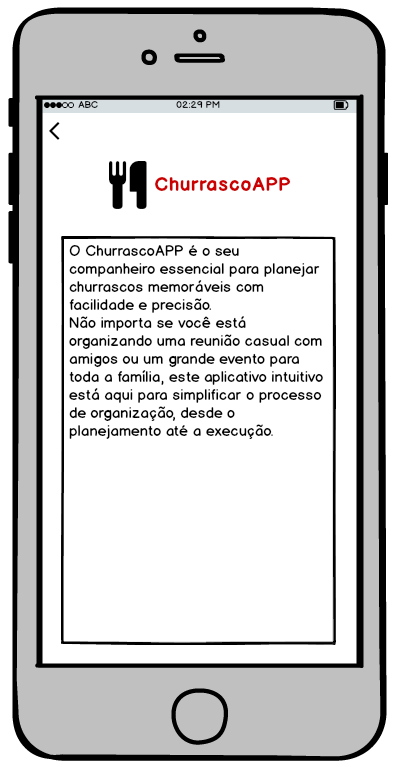 ABC 02:29 PM
ChurrascoAPP
O ChurrascoAPP é o seu
companheiro essencial para planejar
churrascos memoráveis com
facilidade e precisão.
Não importa se você está
organizando uma reunião casual com
amigos ou um grande evento para
toda a família, este aplicativo intuitivo
está aqui para simplificar o processo
de organização, desde o
planejamento até a execução.